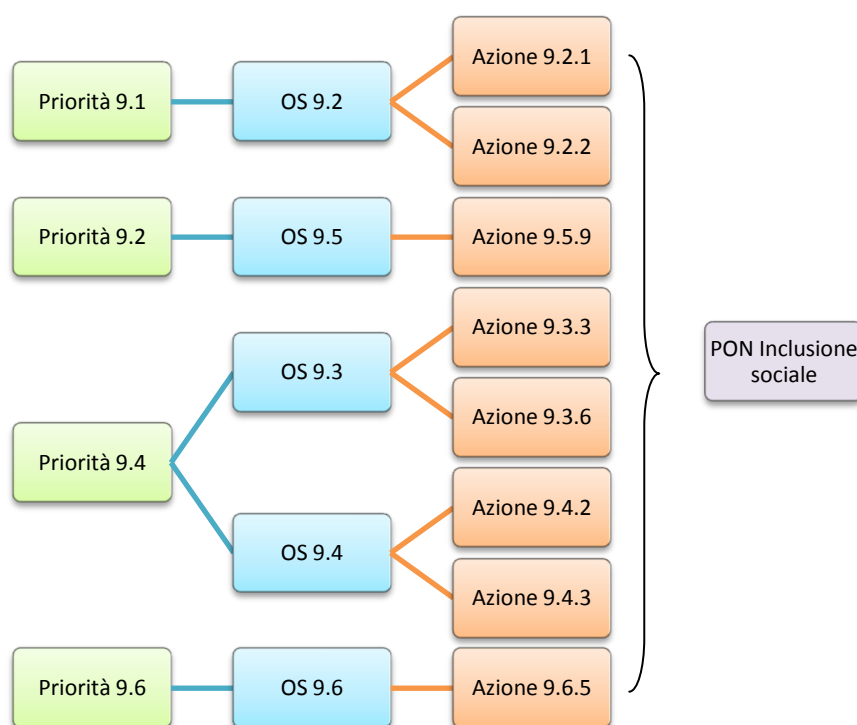 Priorità 9.1
OS 9.2
Azione 9.2.1
Azione 9.2.2
Priorità 9.2
OS 9.5
Azione 9.5.9
Priorità 9.4
OS 9.3
Azione 9.3.3
Azione 9.3.6
OS 9.4
Azione 9.4.2
Azione 9.4.3
Priorità 9.6
OS 9.6
Azione 9.6.5
PON Inclusione
sociale